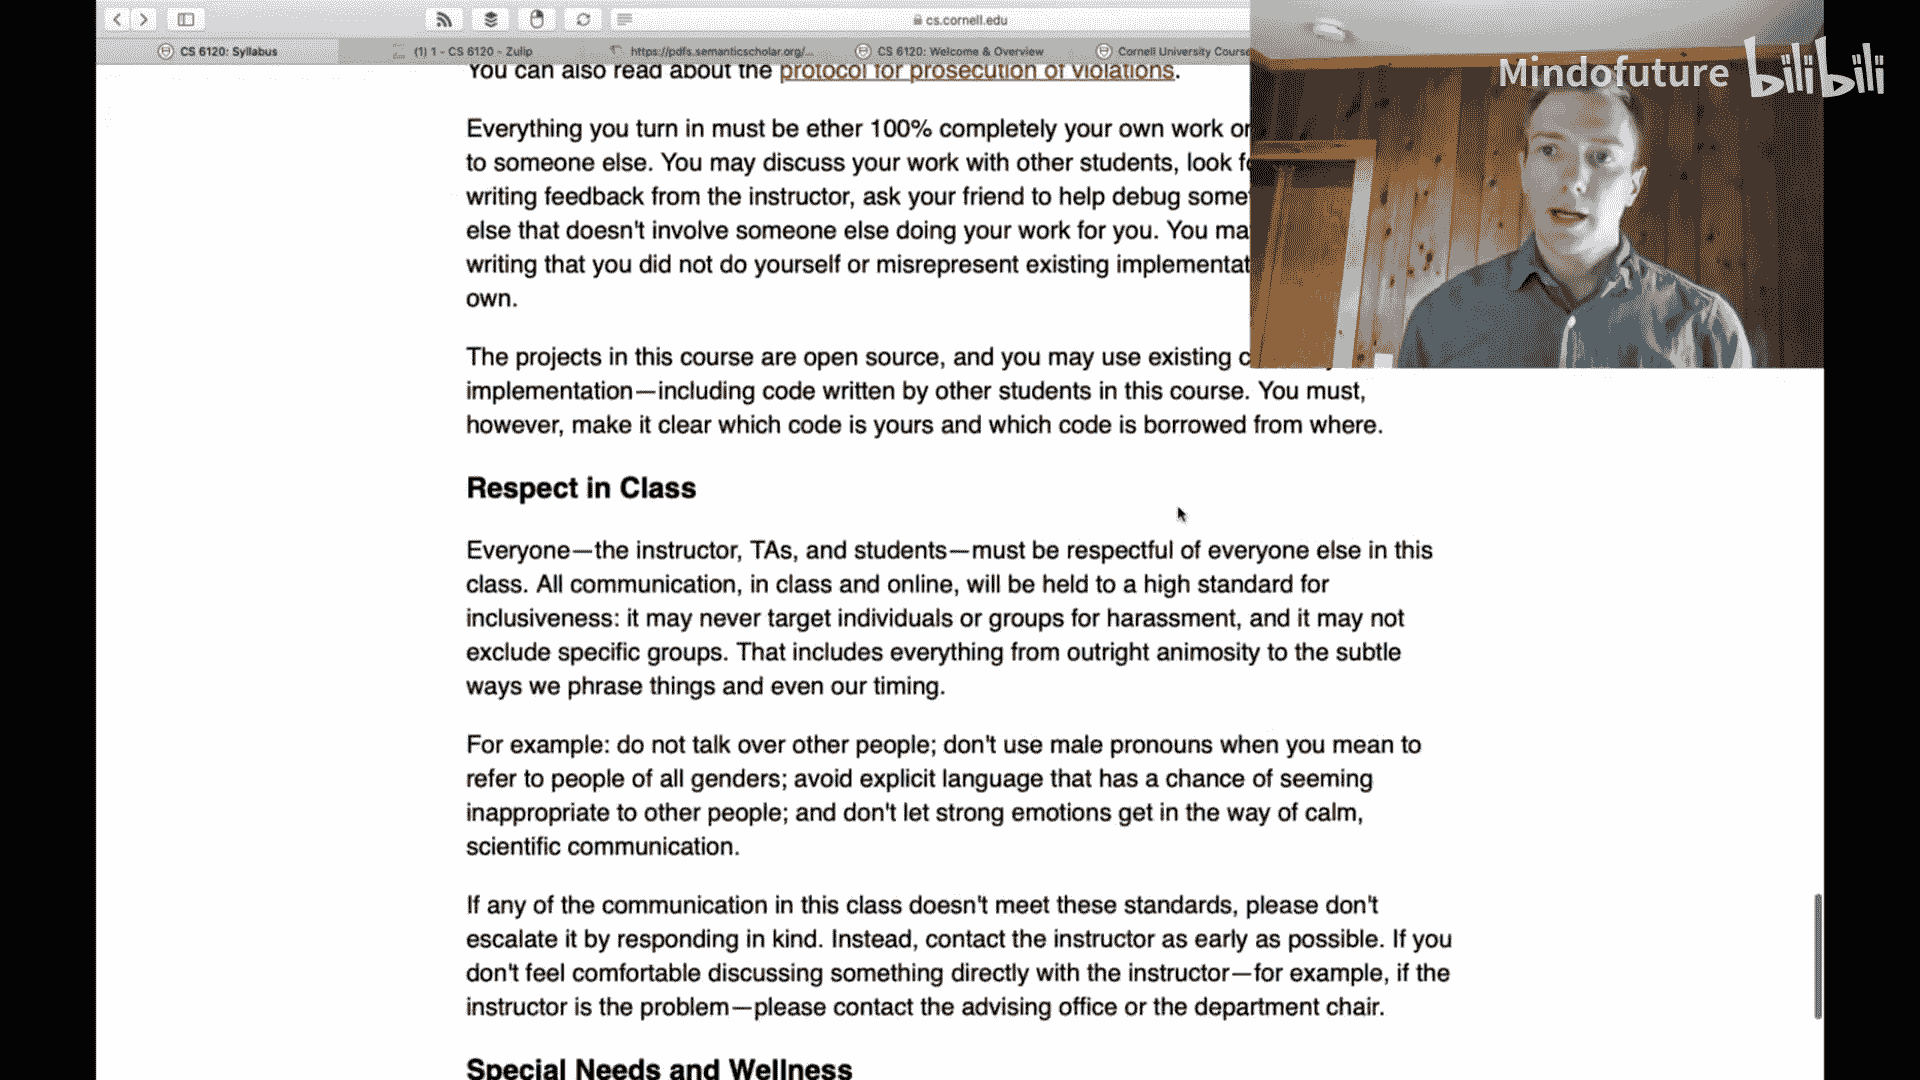 cs.cornell.edu
CS 6120: Syllabus
(1) 1 - CS 6120 - Zulip
https://pdfs.semanticscholar.org/...
CS 6120: Welcome & Overview
Cornell University Course
Mindofuture bilibili
You can also read about the protocol for prosecution of violations.
Everything you turn in must be ether 100% completely your own work or
to someone else. You may discuss your work with other students, look
writing feedback from the instructor, ask your friend to help debug
else that doesn't involve someone else doing your work for you. You
writing that you did not do yourself or misrepresent existing
own.
The projects in this course are open source, and you may use existing
implementation—including code written by other students in this course. You must,
however, make it clear which code is yours and which code is borrowed from where.
Respect in Class
Everyone—the instructor, TAs, and students—must be respectful of everyone else in this
class. All communication, in class and online, will be held to a high standard for
inclusiveness: it may never target individuals or groups for harassment, and it may not
exclude specific groups. That includes everything from outright animosity to the subtle
ways we phrase things and even our timing.
For example: do not talk over other people; don't use male pronouns when you mean to
refer to people of all genders; avoid explicit language that has a chance of seeming
inappropriate to other people; and don't let strong emotions get in the way of calm,
scientific communication.
If any of the communication in this class doesn't meet these standards, please don't
escalate it by responding in kind. Instead, contact the instructor as early as possible. If you
don't feel comfortable discussing something directly with the instructor—for example, if the
instructor is the problem—please contact the advising office or the department chair.
Special Needs and Wellness